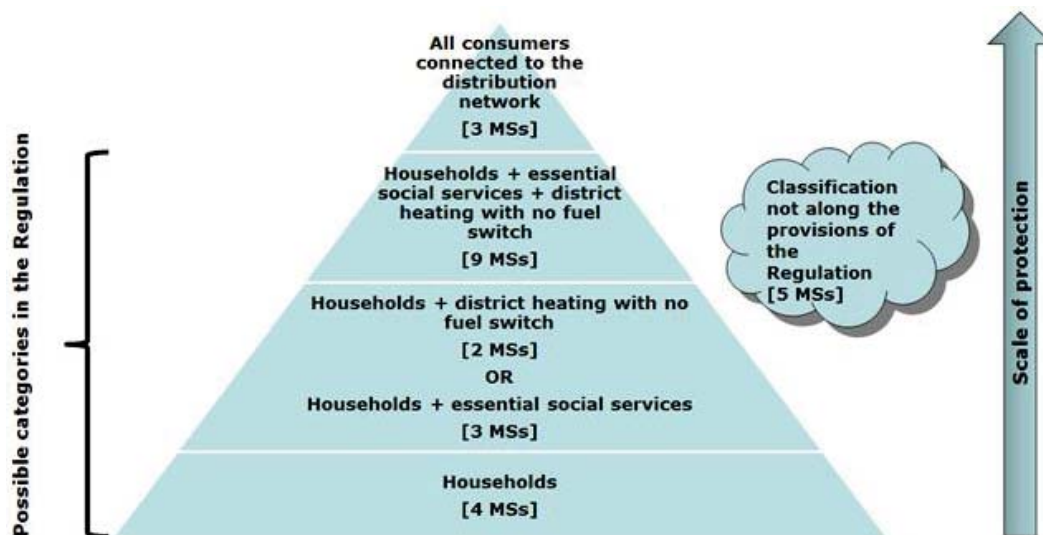 All consumers
connected to the
distribution
network
[3 MSs]
Households + essential
social services + district
heating with no fuel
switch
[9 MSs]
Households + district heating with no
fuel switch
[2 MSs]
OR
Households + essential social services
[3 MSs]
Households
[4 MSs]
Possible categories in the Regulation
Classification
not along the
provisions of
the
Regulation
[5 MSs]
Scale of protection